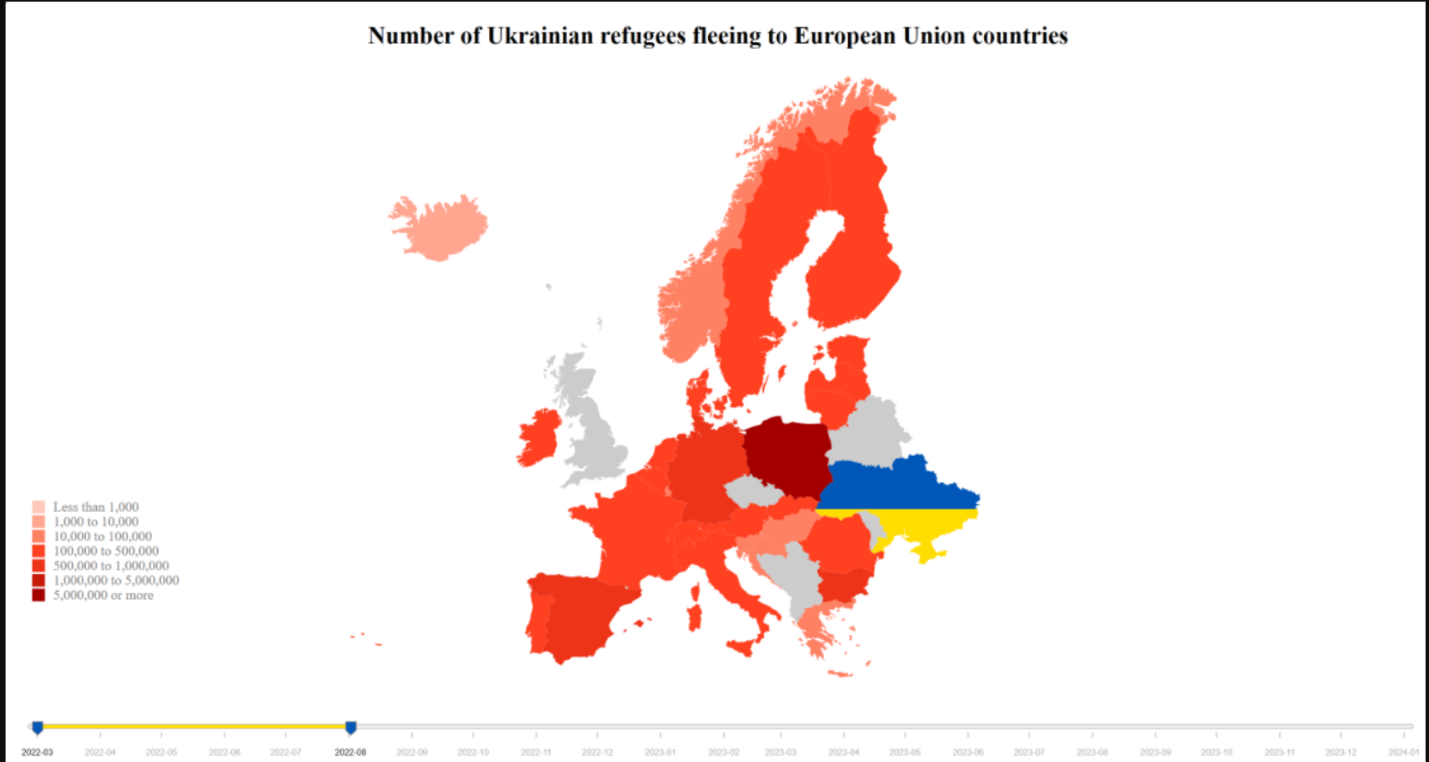 Number of Ukrainian refugees fleeing to European Union countries
Less than 1,000
1,000 to 10,000
10,000 to 100,000
100,000 to 500,000
500,000 to 1,000,000
1,000,000 to 5,000,000
5,000,000 or more
2022-03 2022-04 2022-05 2022-06 2022-07 2022-08 2022-09 2022-10 2022-11 2022-12 2023-01 2023-02 2023-03 2023-04 2023-05 2023-06 2023-07 2023-08 2023-09 2023-10 2023-11 2023-12 2024-01